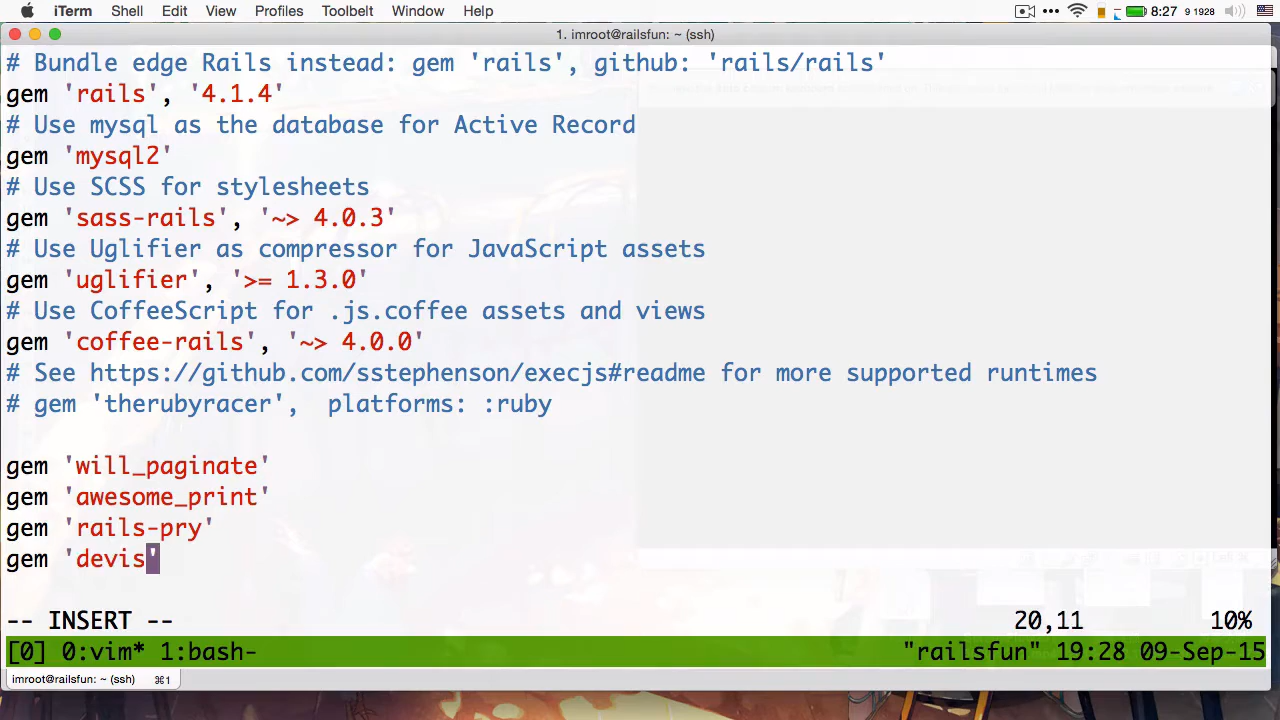 iTerm Shell Edit View Profiles Toolbelt Window Help 8:27 9 1928
1. imroot@railsfun: ~ (ssh)
# Bundle edge Rails instead: gem 'rails', github: 'rails/rails'
gem 'rails', '4.1.4'
# Use mysql as the database for Active Record
gem 'mysql2'
# Use SCSS for stylesheets
gem 'sass-rails', '~> 4.0.3'
# Use Uglifier as compressor for JavaScript assets
gem 'uglifier', '>= 1.3.0'
# Use CoffeeScript for .js.coffee assets and views
gem 'coffee-rails', '~> 4.0.0'
# See https://github.com/sstephenson/execjs#readme for more supported runtimes
# gem 'therubyracer',  platforms: :ruby
gem 'will_paginate'
gem 'awesome_print'
gem 'rails-pry'
gem 'devis'
-- INSERT -- 20,11 10%
[0] 0:vim* 1:bash- "railsfun" 19:28 09-Sep-15
imroot@railsfun: ~ (ssh) ⌘1